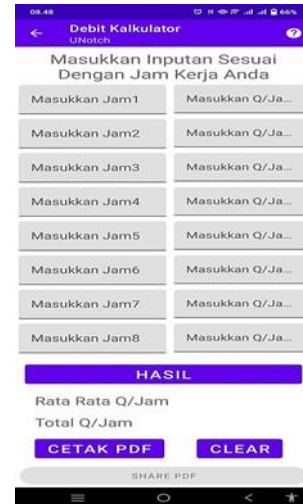 08.48
66%
Debit Kalkulator
UNotch
?
Masukkan Inputan Sesuai
Dengan Jam Kerja Anda
Masukkan Jam1 Masukkan Q/Ja...
Masukkan Jam2 Masukkan Q/Ja...
Masukkan Jam3 Masukkan Q/Ja...
Masukkan Jam4 Masukkan Q/Ja...
Masukkan Jam5 Masukkan Q/Ja...
Masukkan Jam6 Masukkan Q/Ja...
Masukkan Jam7 Masukkan Q/Ja...
Masukkan Jam8 Masukkan Q/Ja...
HASIL
Rata Rata Q/Jam
Total Q/Jam
CETAK PDF CLEAR
SHARE PDF